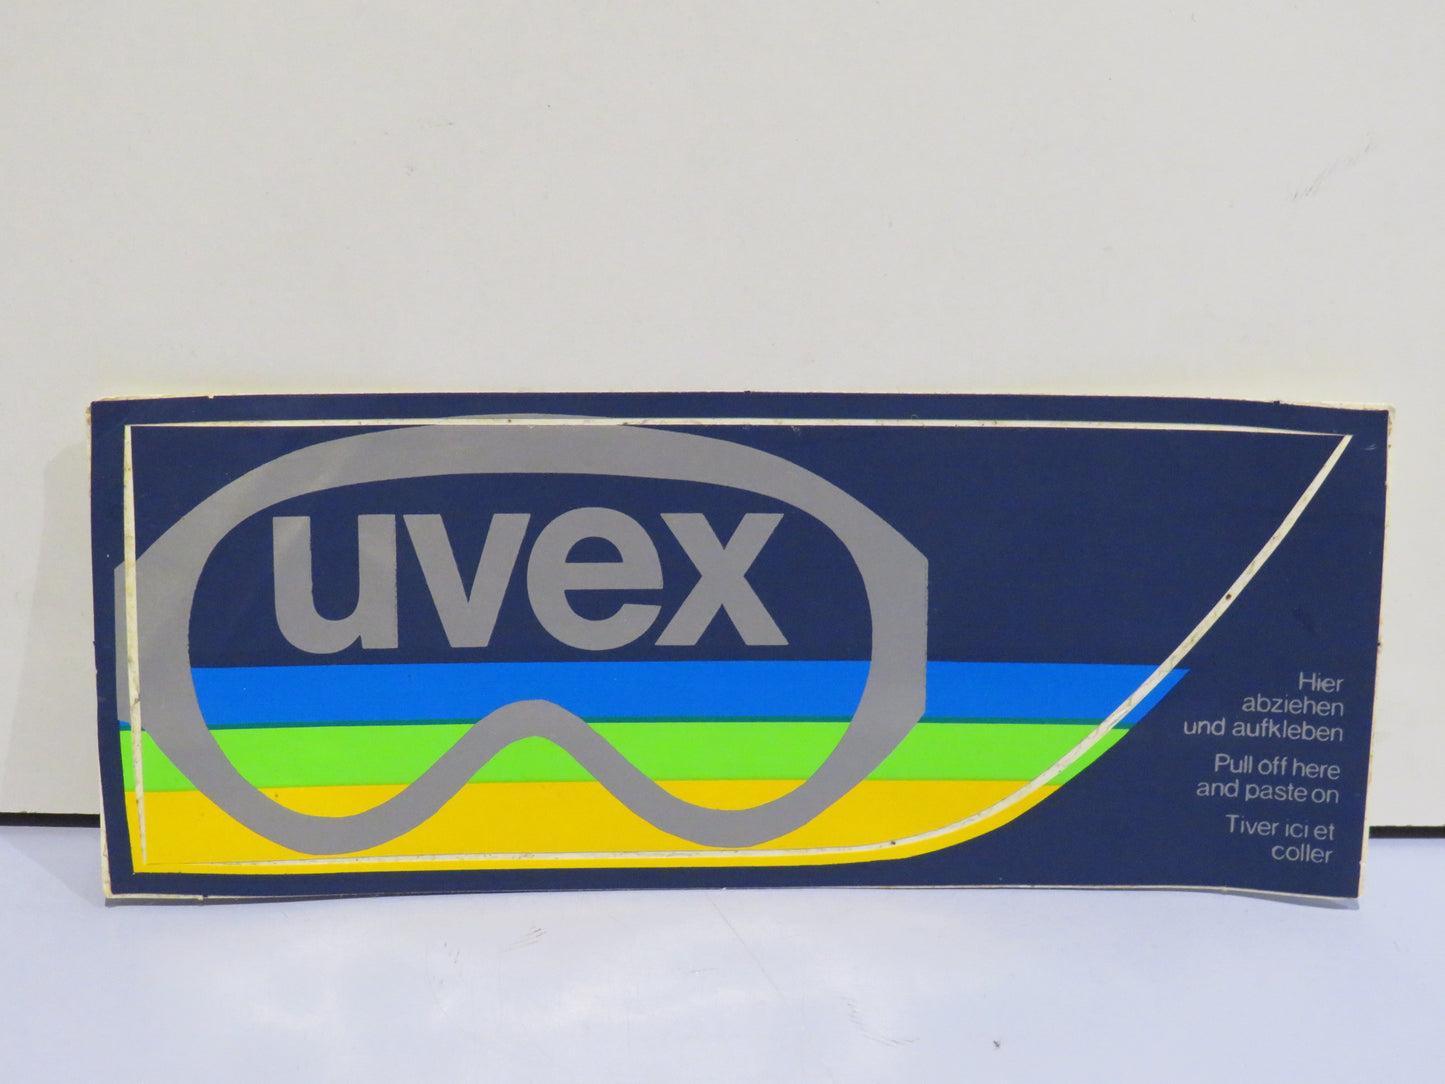 uvex
Hier
abziehen
und aufkleben
Pull off here
and paste on
Tiver ici et
coller